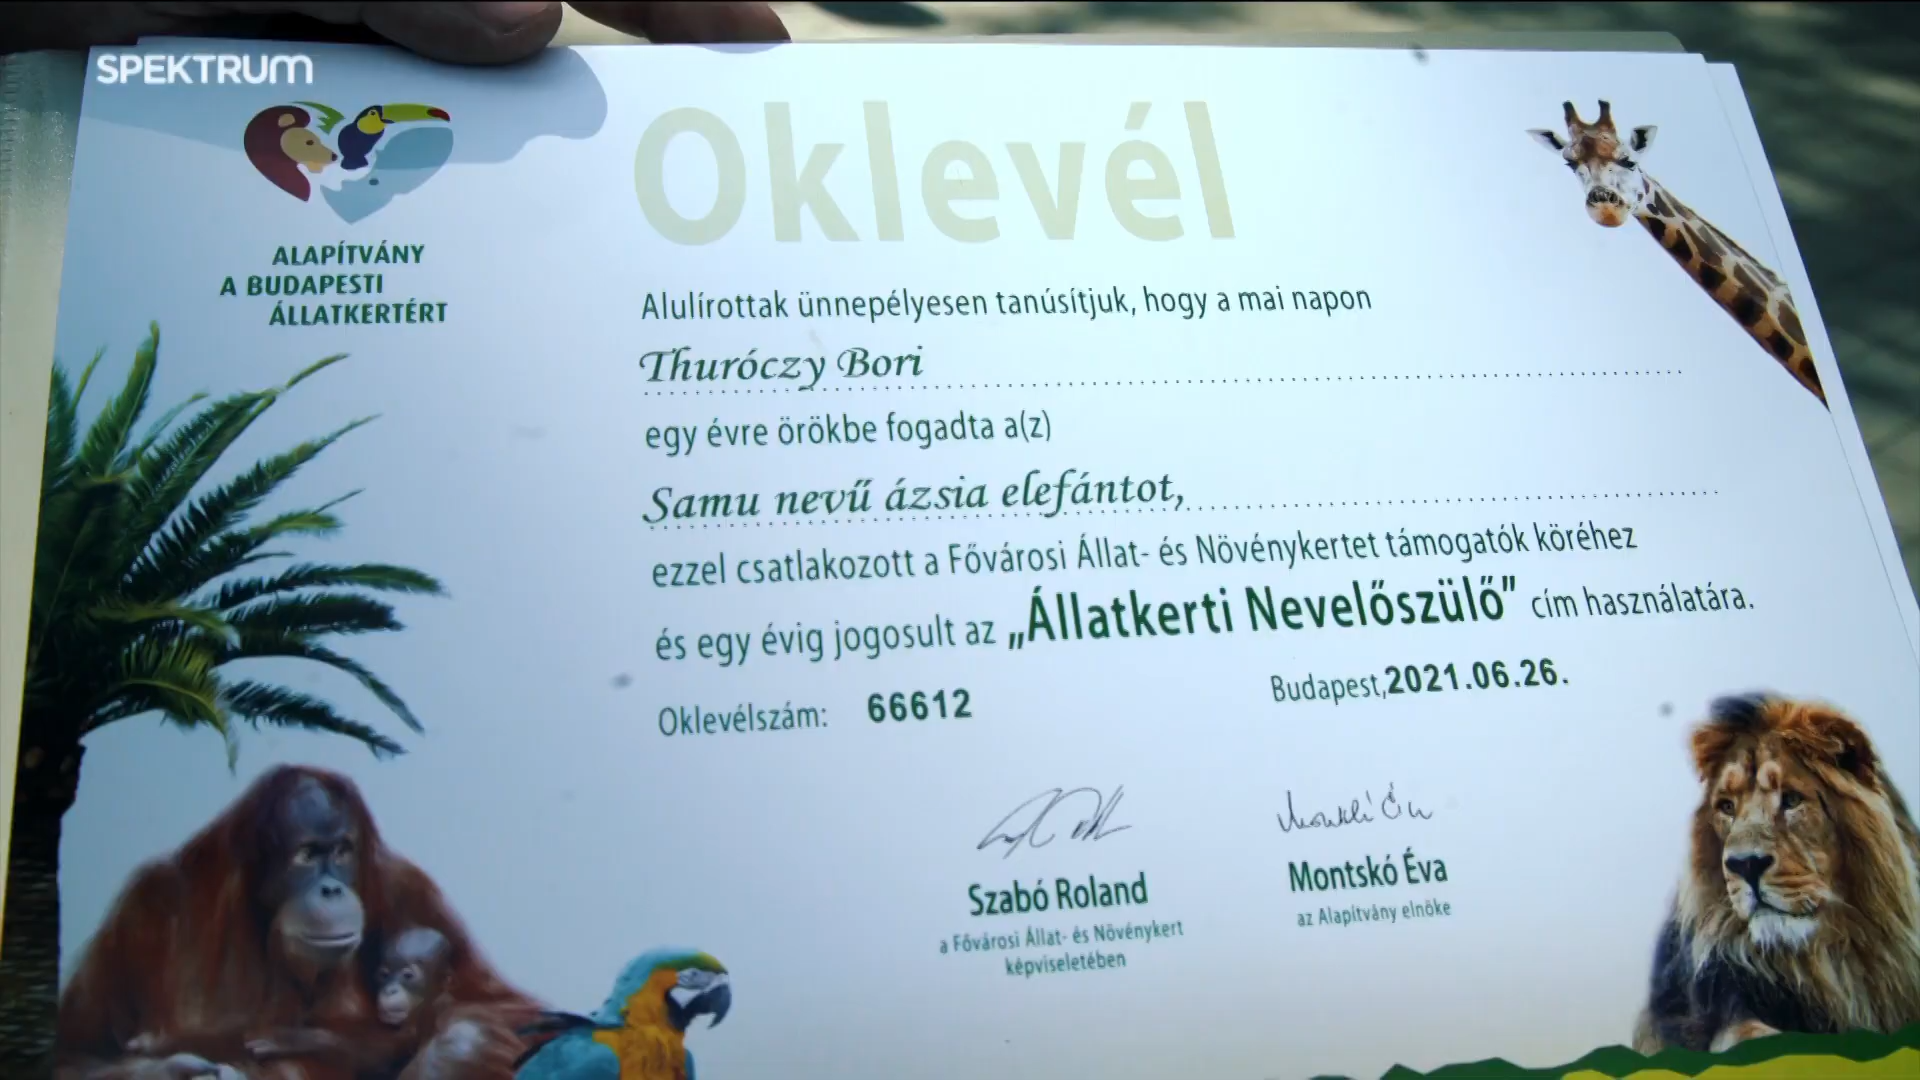 SPEKTRUM
ALAPÍTVÁNY
A BUDAPESTI
ÁLLATKERTÉRT
Oklevél
Alulírottak ünnepélyesen tanúsítjuk, hogy a mai napon
Thuróczy Bori
egy évre örökbe fogadta a(z)
Samu nevű ázsia elefántot,
ezzel csatlakozott a Fővárosi Állat- és Növénykertet támogatók köréhez
és egy évig jogosult az „Állatkerti Nevelőszülő” cím használatára.
Oklevélszám: 66612
Budapest,2021.06.26.
Szabó Roland
a Fővárosi Állat- és Növénykert
képviseletében
Montskó Éva
az Alapítvány elnöke